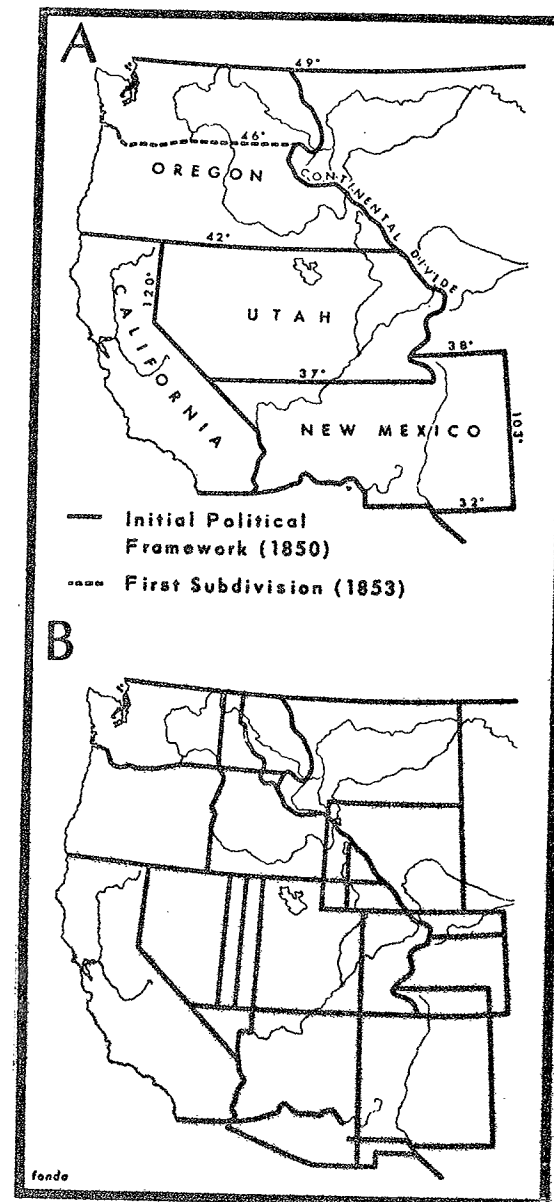 A
49°
46°
OREGON
CONTINENTAL DIVIDE
42°
120°
CALIFORNIA
UTAH
38°
37°
NEW MEXICO
103°
32°
Initial Political
Framework (1850)
First Subdivision (1853)
B
fonda